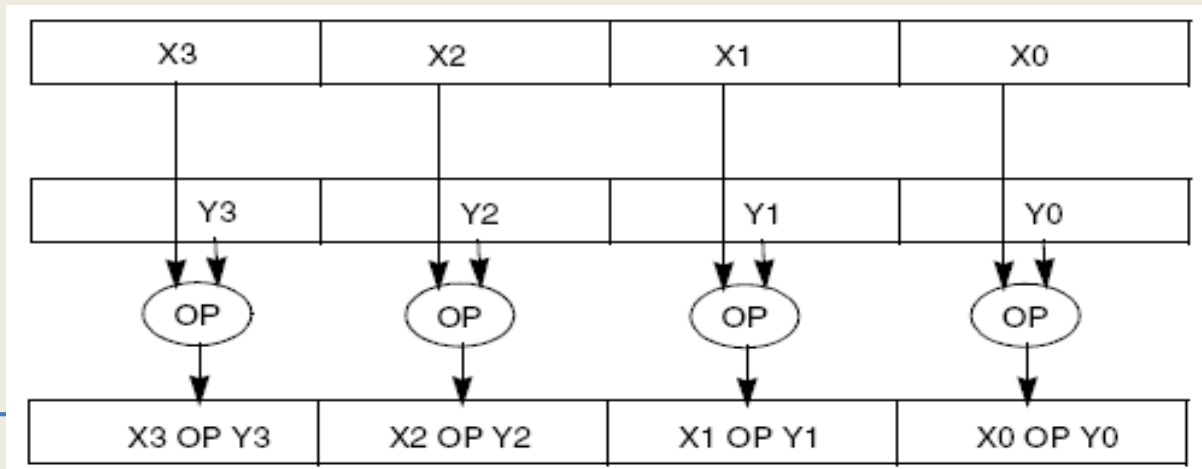 X3 X2 X1 X0
Y3 Y2 Y1 Y0
OP OP OP OP
X3 OP Y3 X2 OP Y2 X1 OP Y1 X0 OP Y0